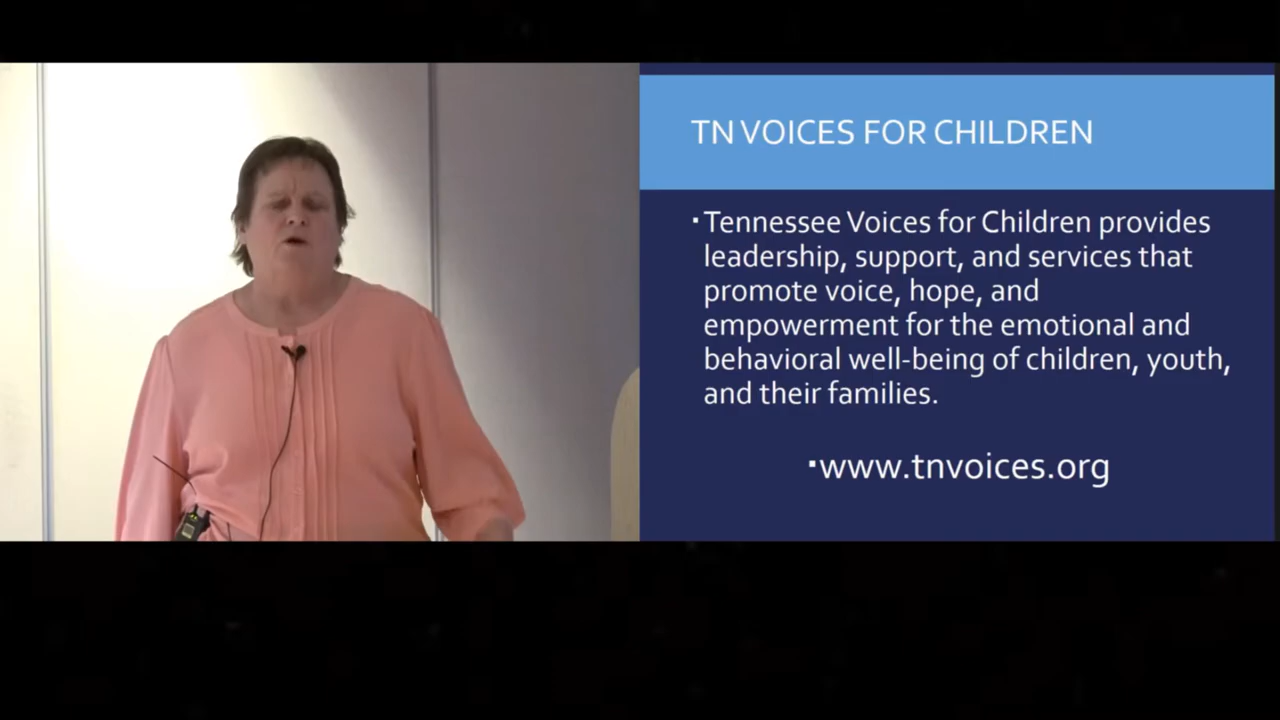 TN VOICES FOR CHILDREN
▪Tennessee Voices for Children provides
leadership, support, and services that
promote voice, hope, and
empowerment for the emotional and
behavioral well-being of children, youth,
and their families.
▪www.tnvoices.org